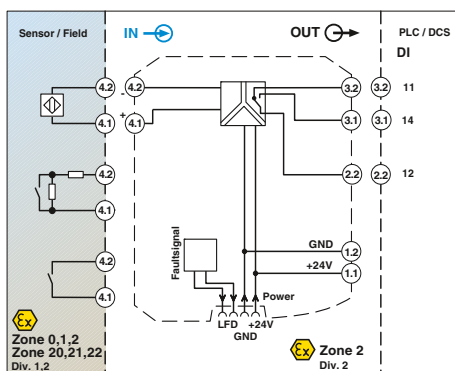 Sensor / Field
IN
OUT
PLC / DCS
DI
4.2
4.1
- 4.2
+ 4.1
3.2
3.1
2.2
3.2
3.1
2.2
11
14
12
4.2
4.1
4.2
4.1
Faultsignal
GND
1.2
+24V
1.1
Power
LFD
+24V
GND
Ex
Zone 0,1,2
Zone 20,21,22
Div. 1,2
Ex
Zone 2
Div. 2